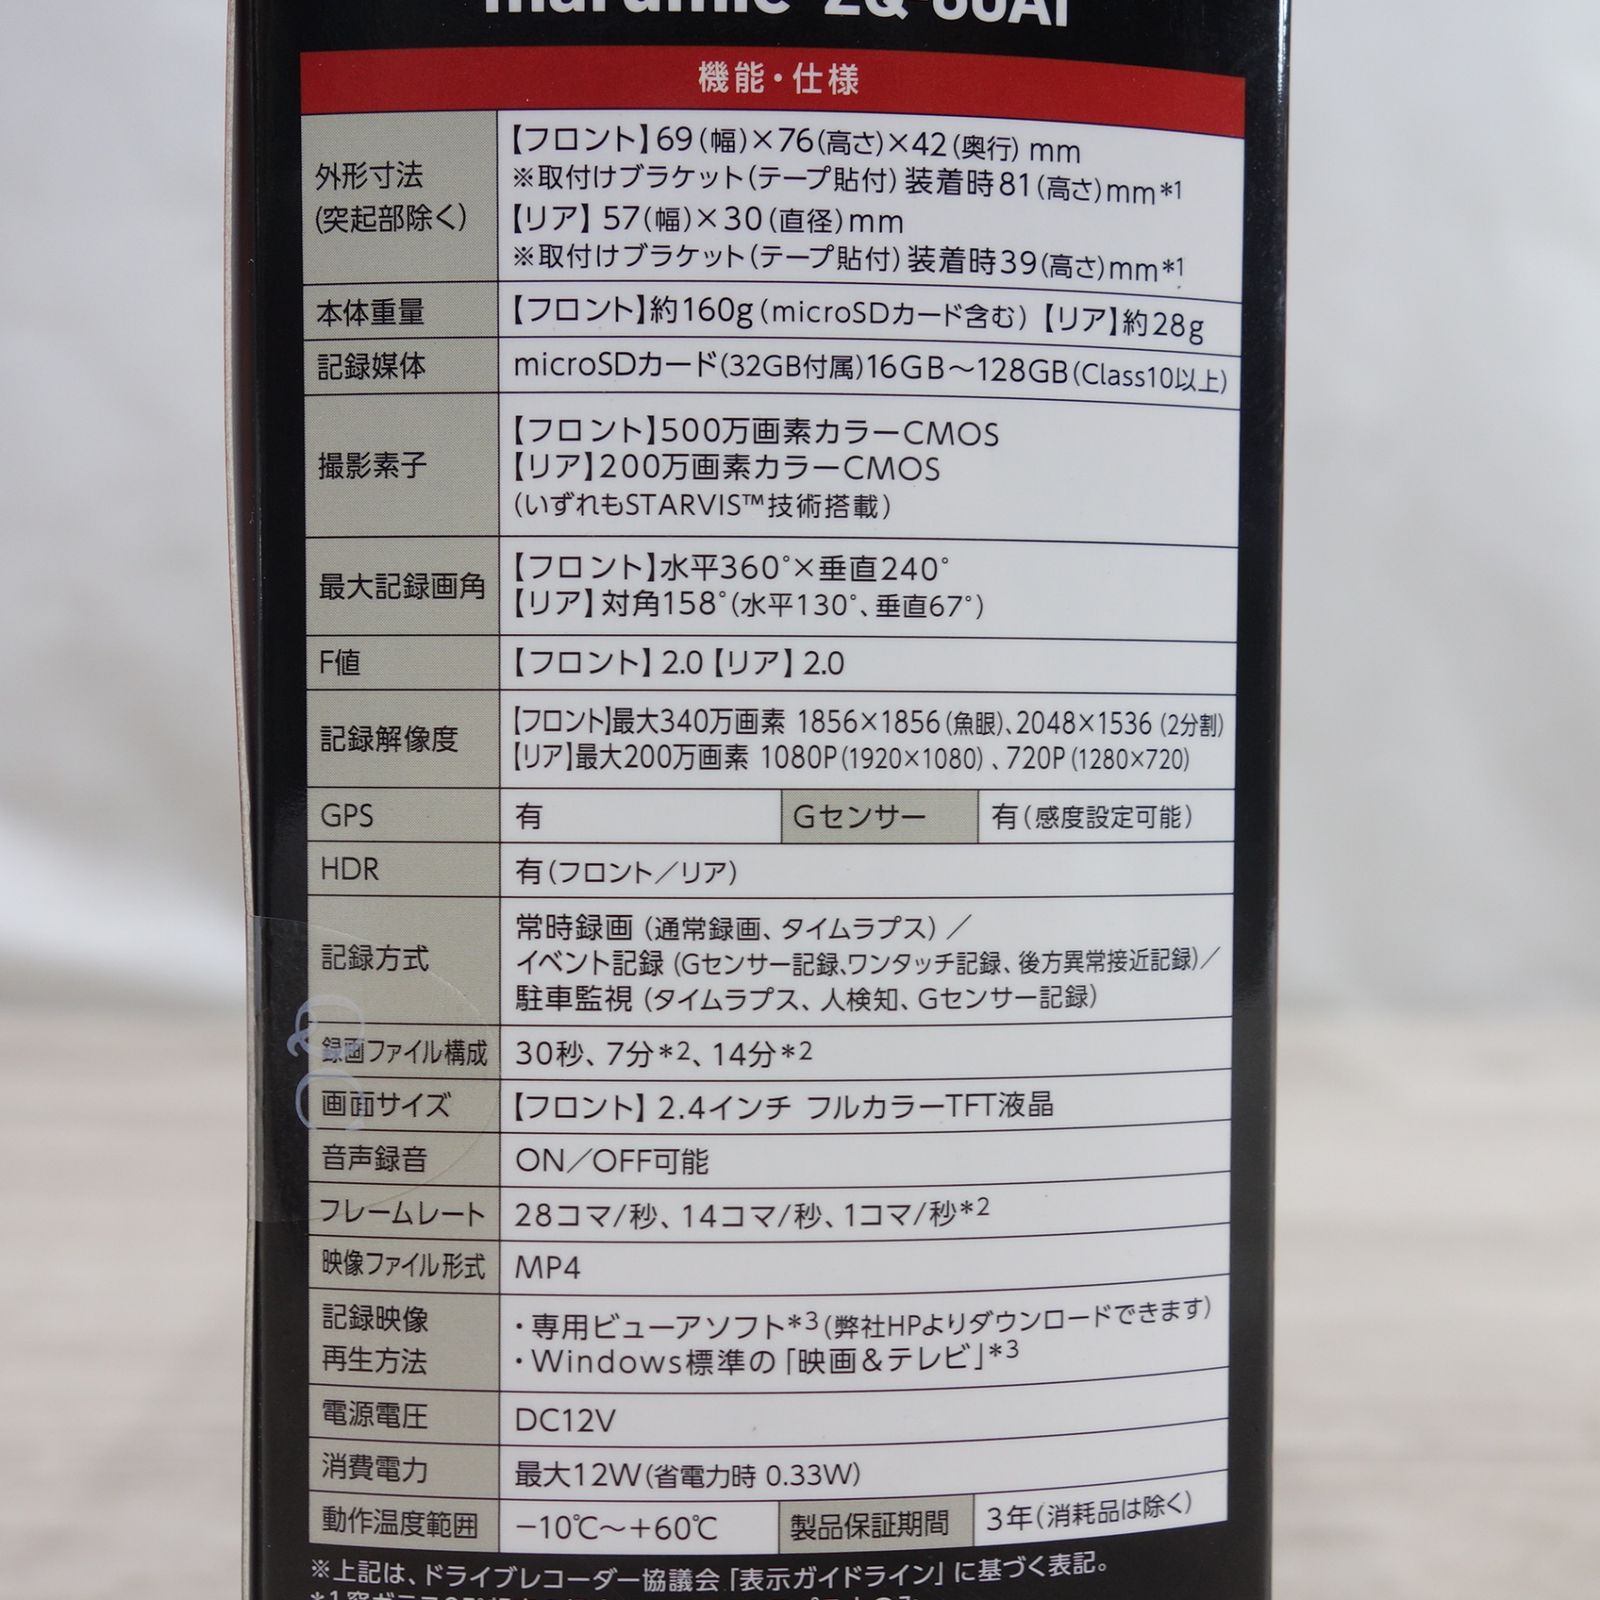 marumie ZQ-30Ai
機能・仕様
外形寸法
(突起部除く)
【フロント】69(幅)×76(高さ)×42(奥行) mm
※取付けブラケット(テープ貼付) 装着時81(高さ)mm*1
【リア】 57(幅)×30(直径)mm
※取付けブラケット(テープ貼付) 装着時39(高さ)mm*1
本体重量 【フロント】約160g(microSDカード含む) 【リア】約28g
記録媒体 microSDカード(32GB付属)16GB〜128GB(Class10以上)
撮影素子
【フロント】500万画素カラーCMOS
【リア】200万画素カラーCMOS
(いずれもSTARVIS™技術搭載)
最大記録画角
【フロント】水平360°×垂直240°
【リア】対角158°(水平130°、垂直67°)
F値 【フロント】2.0【リア】2.0
記録解像度
【フロント】最大340万画素 1856×1856(魚眼)、2048×1536 (2分割)
【リア】最大200万画素 1080P(1920×1080)、720P(1280×720)
GPS 有 Gセンサー 有(感度設定可能)
HDR 有(フロント／リア)
記録方式
常時録画 (通常録画、タイムラプス)／
イベント記録 (Gセンサー記録、ワンタッチ記録、後方異常接近記録)／
駐車監視 (タイムラプス、人検知、Gセンサー記録)
録画ファイル構成 30秒、7分*2、14分*2
画面サイズ 【フロント】2.4インチ フルカラーTFT液晶
音声録音 ON／OFF可能
フレームレート 28コマ/秒、14コマ/秒、1コマ/秒*2
映像ファイル形式 MP4
記録映像
再生方法
・専用ビューアソフト*3(弊社HPよりダウンロードできます)
・Windows標準の「映画&テレビ」*3
電源電圧 DC12V
消費電力 最大12W(省電力時 0.33W)
動作温度範囲 −10℃〜+60℃ 製品保証期間 3年(消耗品は除く)
※上記は、ドライブレコーダー協議会「表示ガイドライン」に基づく表記。